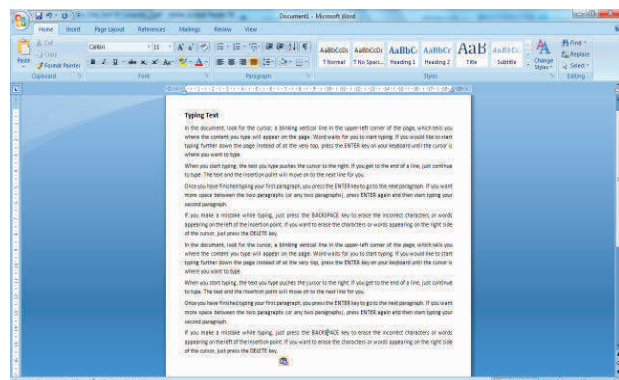 Document1 - Microsoft Word
Home Insert Page Layout References Mailings Review View
Cut
Copy
Paste Format Painter
Calibri 11
AaBbCcDc AaBbCcDc AaBbC AaBbCc AaB AaBbCc.
¶ Normal ¶ No Spaci... Heading 1 Heading 2 Title Subtitle
Change Styles
Find
Replace
Select
Clipboard Font Paragraph Styles Editing
Typing Text
In the document, look for the cursor, a blinking vertical line in the upper-left corner of the page, which tells you
where the content you type will appear on the page. Word waits for you to start typing. If you would like to start
typing further down the page instead of at the very top, press the ENTER key on your keyboard until the cursor is
where you want to type.
When you start typing, the text you type pushes the cursor to the right. If you get to the end of a line, just continue
to type. The text and the insertion point will move on to the next line for you.
Once you have finished typing your first paragraph, you press the ENTER key to go to the next paragraph. If you want
more space between the two paragraphs (or any two paragraphs), press ENTER again and then start typing your
second paragraph.
If you make a mistake while typing, just press the BACKSPACE key to erase the incorrect characters or words
appearing on the left of the insertion point. If you want to erase the characters or words appearing on the right side
of the cursor, just press the DELETE key.
In the document, look for the cursor, a blinking vertical line in the upper-left corner of the page, which tells you
where the content you type will appear on the page. Word waits for you to start typing. If you would like to start
typing further down the page instead of at the very top, press the ENTER key on your keyboard until the cursor is
where you want to type.
When you start typing, the text you type pushes the cursor to the right. If you get to the end of a line, just continue
to type. The text and the insertion point will move on to the next line for you.
Once you have finished typing your first paragraph, you press the ENTER key to go to the next paragraph. If you want
more space between the two paragraphs (or any two paragraphs), press ENTER again and then start typing your
second paragraph.
If you make a mistake while typing, just press the BACKSPACE key to erase the incorrect characters or words
appearing on the left of the insertion point. If you want to erase the characters or words appearing on the right side
of the cursor, just press the DELETE key.